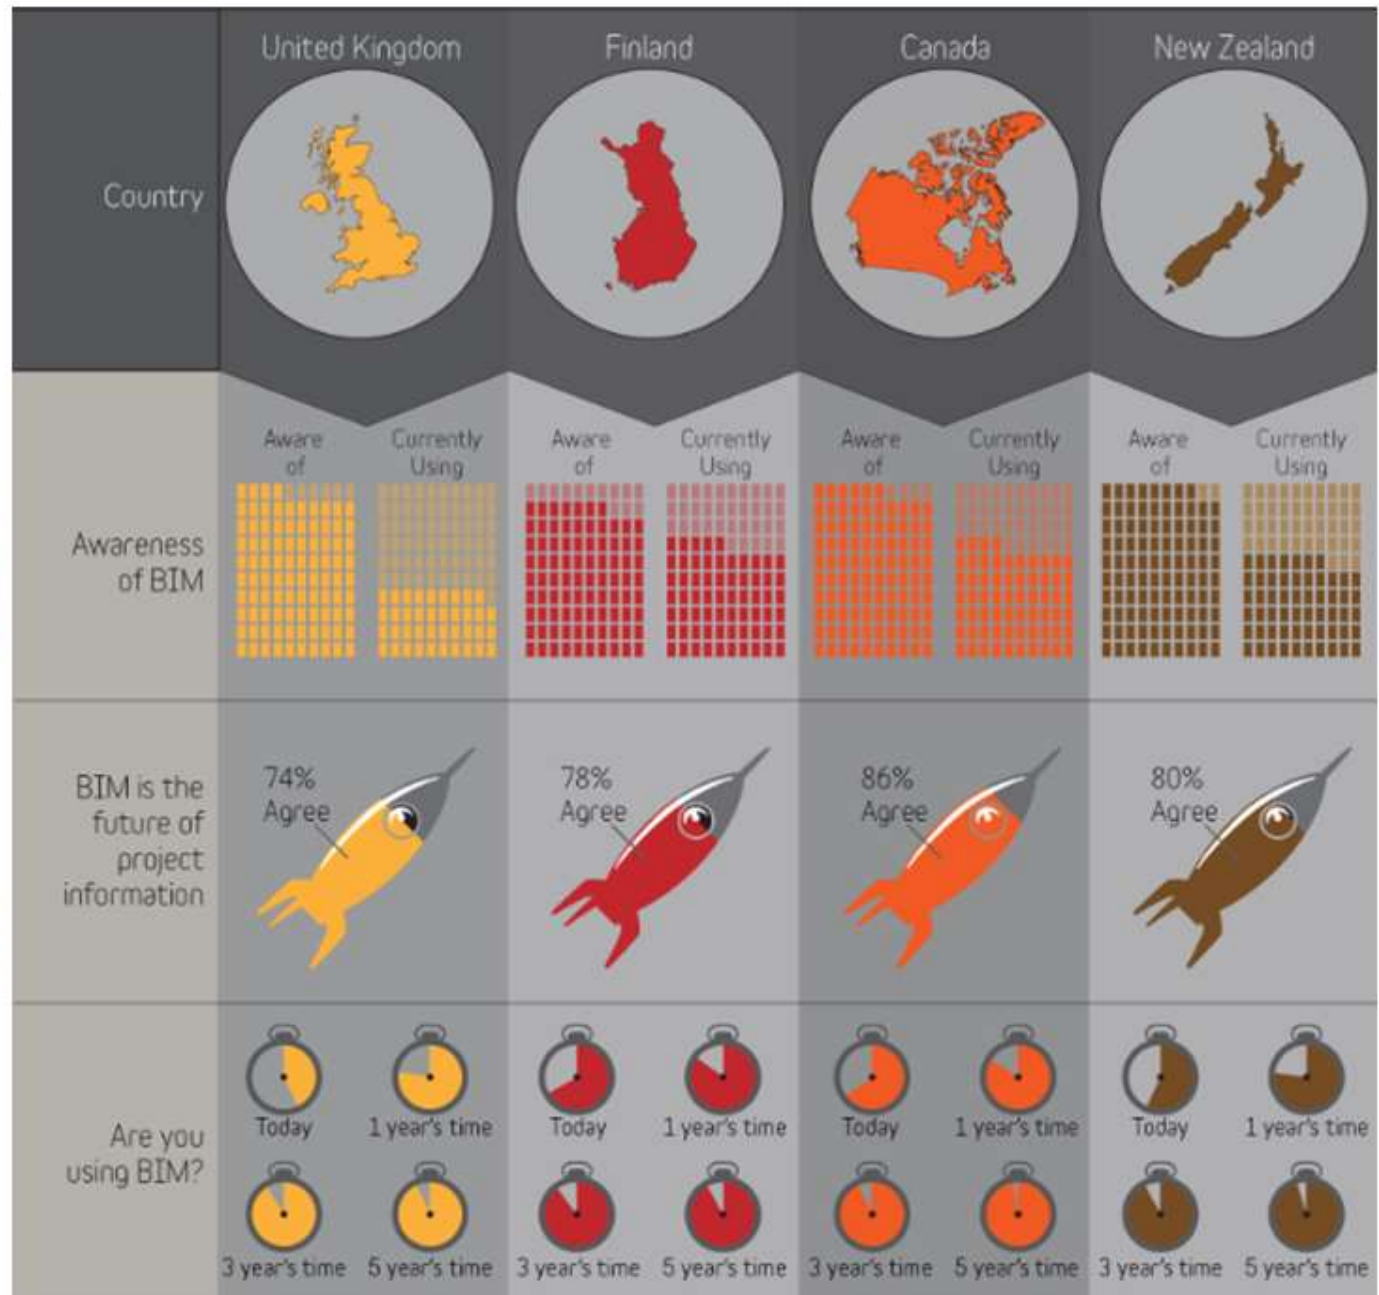 United Kingdom
Finland
Canada
New Zealand
Country
Aware
of
Currently
Using
Aware
of
Currently
Using
Aware
of
Currently
Using
Aware
of
Currently
Using
Awareness
of BIM
BIM is the
future of
project
information
74%
Agree
78%
Agree
86%
Agree
80%
Agree
Are you
using BIM?
Today
1 year's time
Today
1 year's time
Today
1 year's time
Today
1 year's time
3 year's time
5 year's time
3 year's time
5 year's time
3 year's time
5 year's time
3 year's time
5 year's time